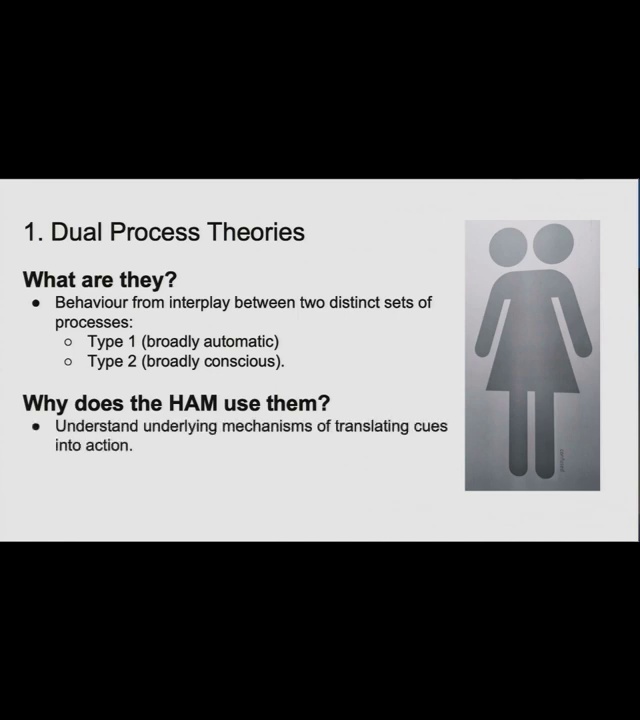 1. Dual Process Theories
What are they?
● Behaviour from interplay between two distinct sets of
processes:
○ Type 1 (broadly automatic)
○ Type 2 (broadly conscious).
Why does the HAM use them?
● Understand underlying mechanisms of translating cues
into action.